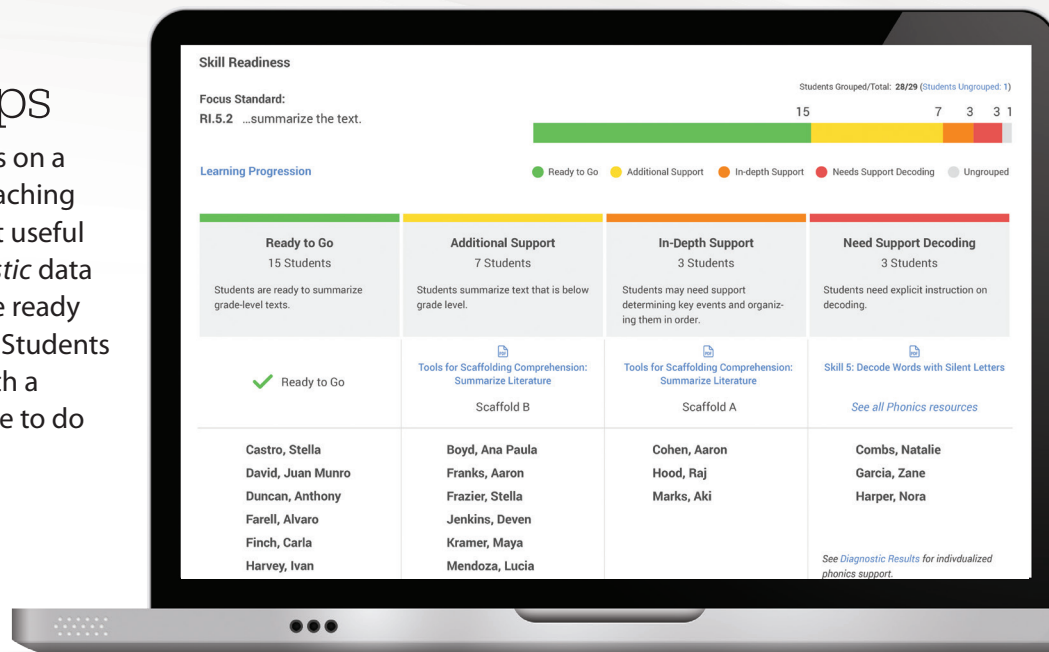 ps
s on a
aching
t useful
stic data
e ready
Students
th a
e to do
Skill Readiness
Students Grouped/Total: 28/29 (Students Ungrouped: 1)
Focus Standard:
RI.5.2 ...summarize the text.
15 7 3 3 1
Learning Progression
Ready to Go Additional Support In-depth Support Needs Support Decoding Ungrouped
Ready to Go
15 Students
Students are ready to summarize
grade-level texts.
Additional Support
7 Students
Students summarize text that is below
grade level.
In-Depth Support
3 Students
Students may need support
determining key events and organiz-
ing them in order.
Need Support Decoding
3 Students
Students need explicit instruction on
decoding.
Ready to Go
PDF
Tools for Scaffolding Comprehension:
Summarize Literature
Scaffold B
PDF
Tools for Scaffolding Comprehension:
Summarize Literature
Scaffold A
PDF
Skill 5: Decode Words with Silent Letters
See all Phonics resources
Castro, Stella
David, Juan Munro
Duncan, Anthony
Farell, Alvaro
Finch, Carla
Harvey, Ivan
Boyd, Ana Paula
Franks, Aaron
Frazier, Stella
Jenkins, Deven
Kramer, Maya
Mendoza, Lucia
Cohen, Aaron
Hood, Raj
Marks, Aki
Combs, Natalie
Garcia, Zane
Harper, Nora
See Diagnostic Results for indivdualized
phonics support.